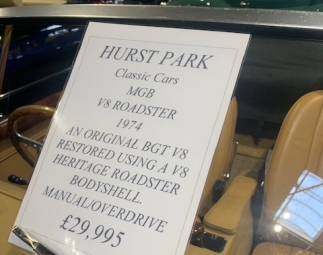 HURST PARK
Classic Cars
MGB
V8 ROADSTER
1974
AN ORIGINAL BGT V8
RESTORED USING A V8
HERITAGE ROADSTER
BODYSHELL.
MANUAL/OVERDRIVE
£29,995